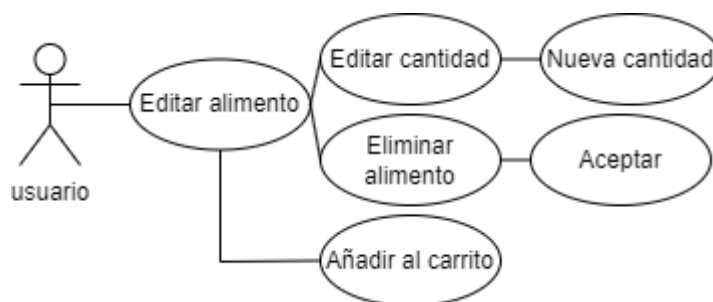 Editar cantidad
Nueva cantidad
Editar alimento
Eliminar
alimento
Aceptar
usuario
Añadir al carrito